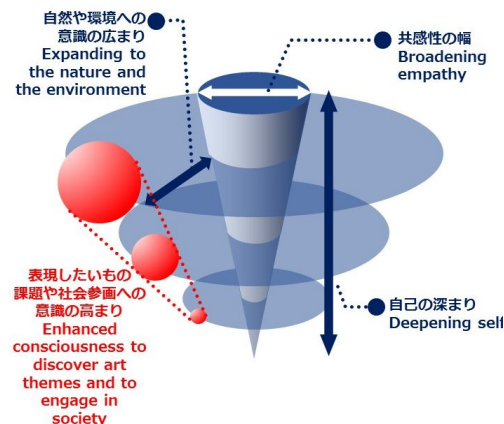 自然や環境への
意識の広まり
Expanding to
the nature and
the environment
共感性の幅
Broadening
empathy
表現したいもの
課題や社会参画への
意識の高まり
Enhanced
consciousness to
discover art
themes and to
engage in
society
自己の深まり
Deepening self